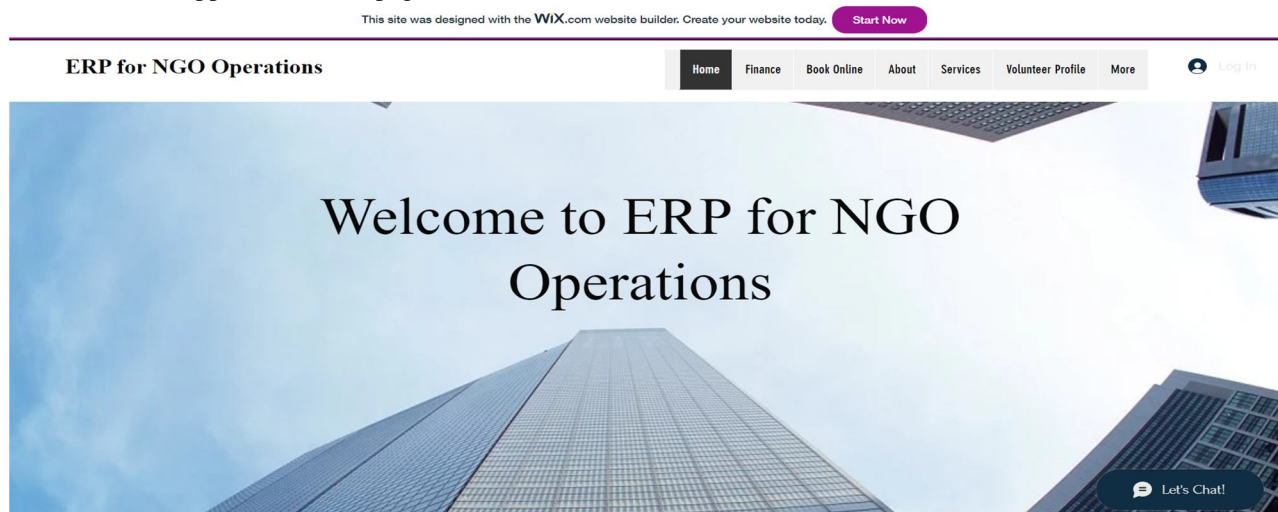 This site was designed with the WiX.com website builder. Create your website today. Start Now
ERP for NGO Operations
Home Finance Book Online About Services Volunteer Profile More Log In
Welcome to ERP for NGO
Operations
Let's Chat!